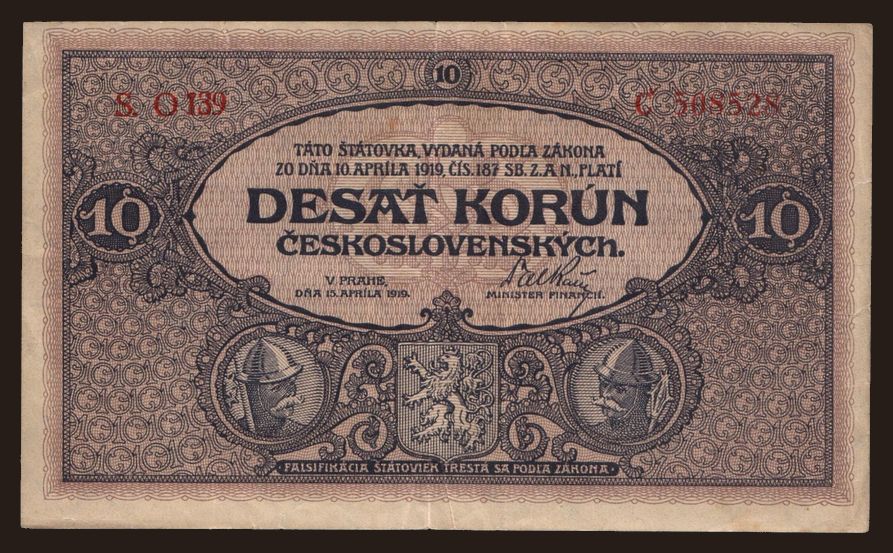 10
S. O 139
C 508528
TÁTO ŠTÁTOVKA, VYDANÁ PODĽA ZÁKONA
ZO DŇA 10. APRÍLA 1919, ČÍS. 187 SB. Z. A N., PLATÍ
10
DESAŤ KORÚN
10
ČESKOSLOVENSKÝCH.
V PRAHE,
DŇA 15. APRÍLA 1919.
MINISTER FINANCIÍ.
FALSIFIKÁCIA ŠTÁTOVIEK TRESTÁ SA PODĽA ZÁKONA